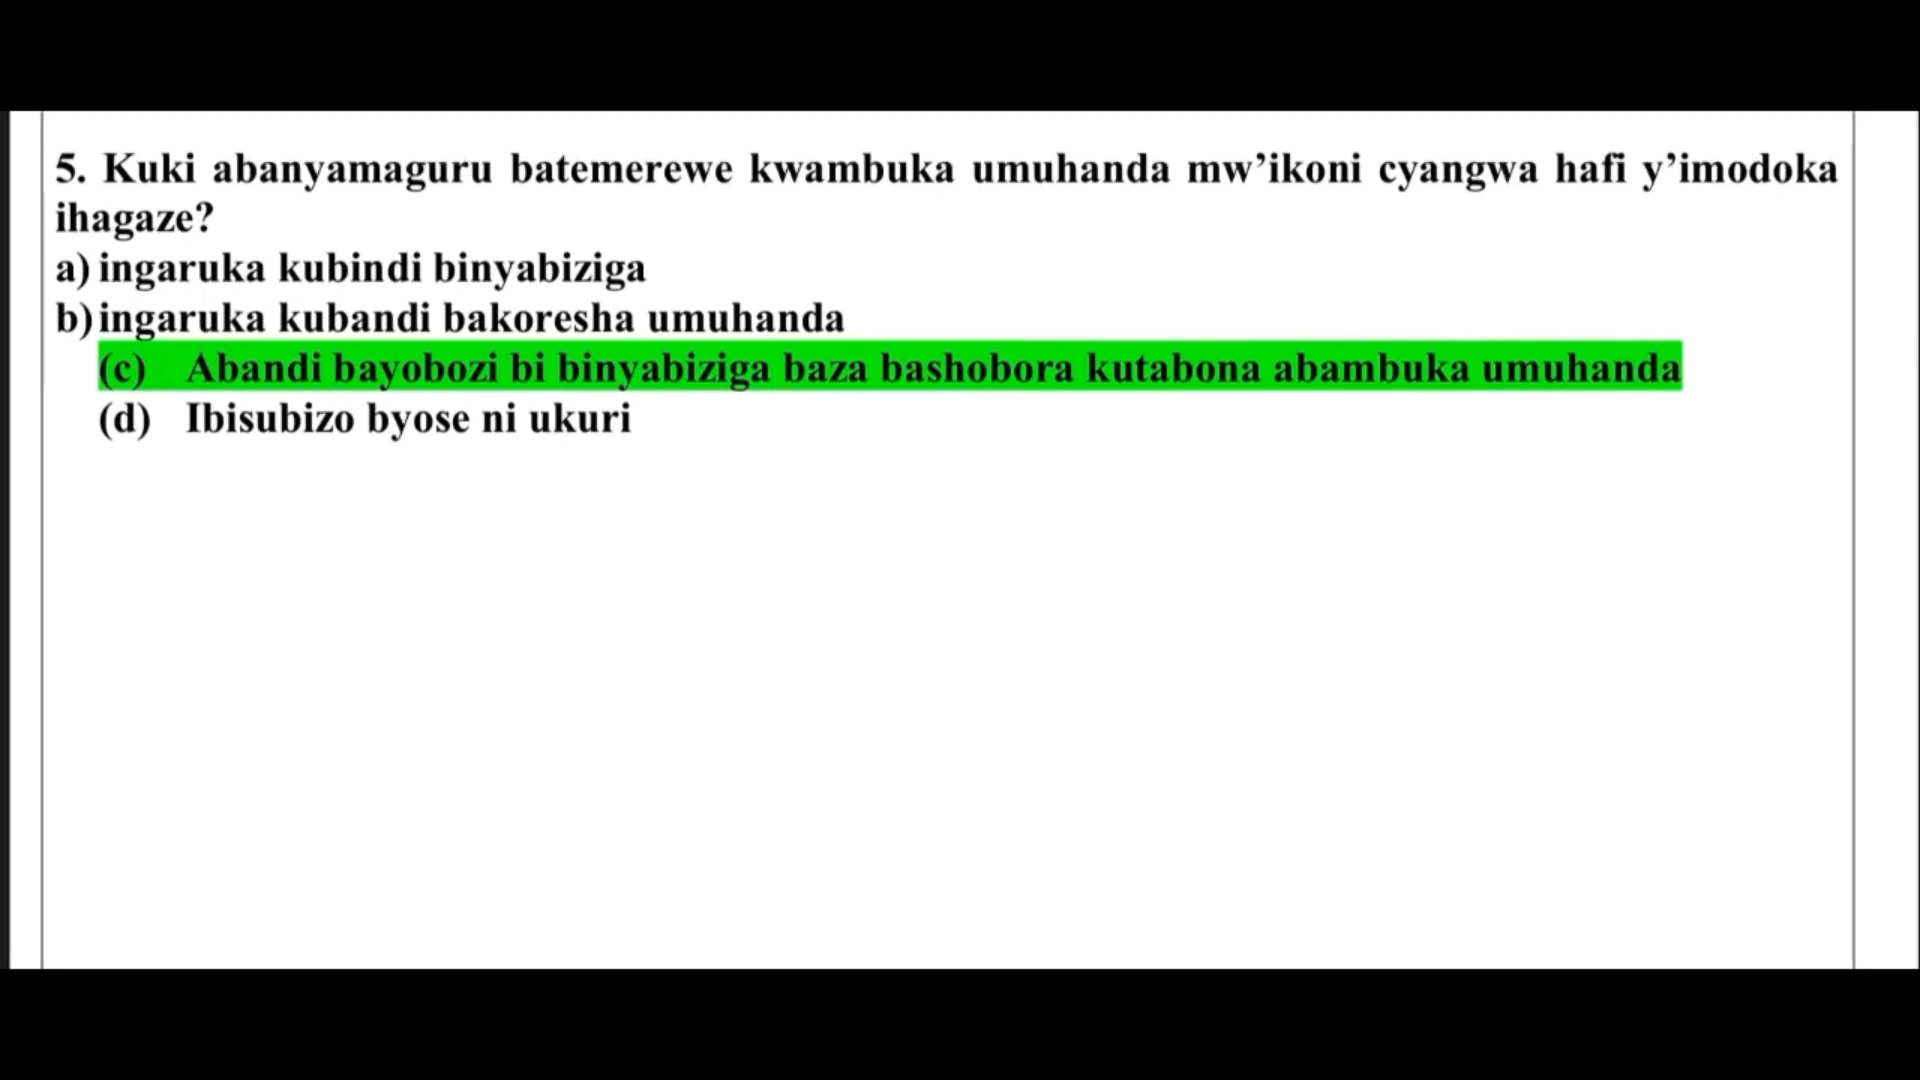 5. Kuki abanyamaguru batemerewe kwambuka umuhanda mw’ikoni cyangwa hafi y’imodoka
ihagaze?
a) ingaruka kubindi binyabiziga
b) ingaruka kubandi bakoresha umuhanda
(c) Abandi bayobozi bi binyabiziga baza bashobora kutabona abambuka umuhanda
(d) Ibisubizo byose ni ukuri